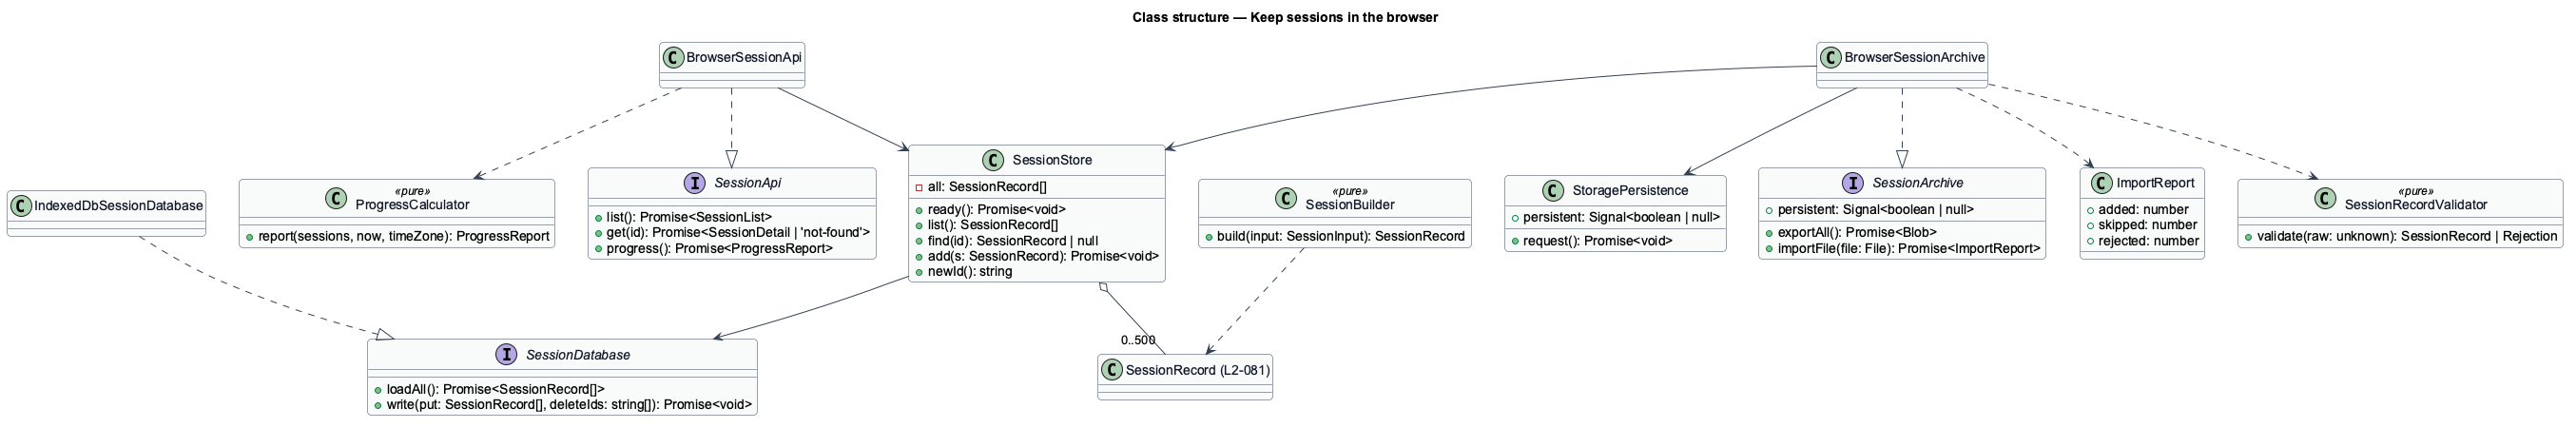 Class structure — Keep sessions in the browser
C BrowserSessionApi
C BrowserSessionArchive
C IndexedDbSessionDatabase
C «pure»
ProgressCalculator
report(sessions, now, timeZone): ProgressReport
I SessionApi
list(): Promise<SessionList>
get(id): Promise<SessionDetail | 'not-found'>
progress(): Promise<ProgressReport>
C SessionStore
all: SessionRecord[]
ready(): Promise<void>
list(): SessionRecord[]
find(id): SessionRecord | null
add(s: SessionRecord): Promise<void>
newId(): string
C «pure»
SessionBuilder
build(input: SessionInput): SessionRecord
C StoragePersistence
persistent: Signal<boolean | null>
request(): Promise<void>
I SessionArchive
persistent: Signal<boolean | null>
exportAll(): Promise<Blob>
importFile(file: File): Promise<ImportReport>
C ImportReport
added: number
skipped: number
rejected: number
C «pure»
SessionRecordValidator
validate(raw: unknown): SessionRecord | Rejection
I SessionDatabase
loadAll(): Promise<SessionRecord[]>
write(put: SessionRecord[], deleteIds: string[]): Promise<void>
0..500
C SessionRecord (L2-081)